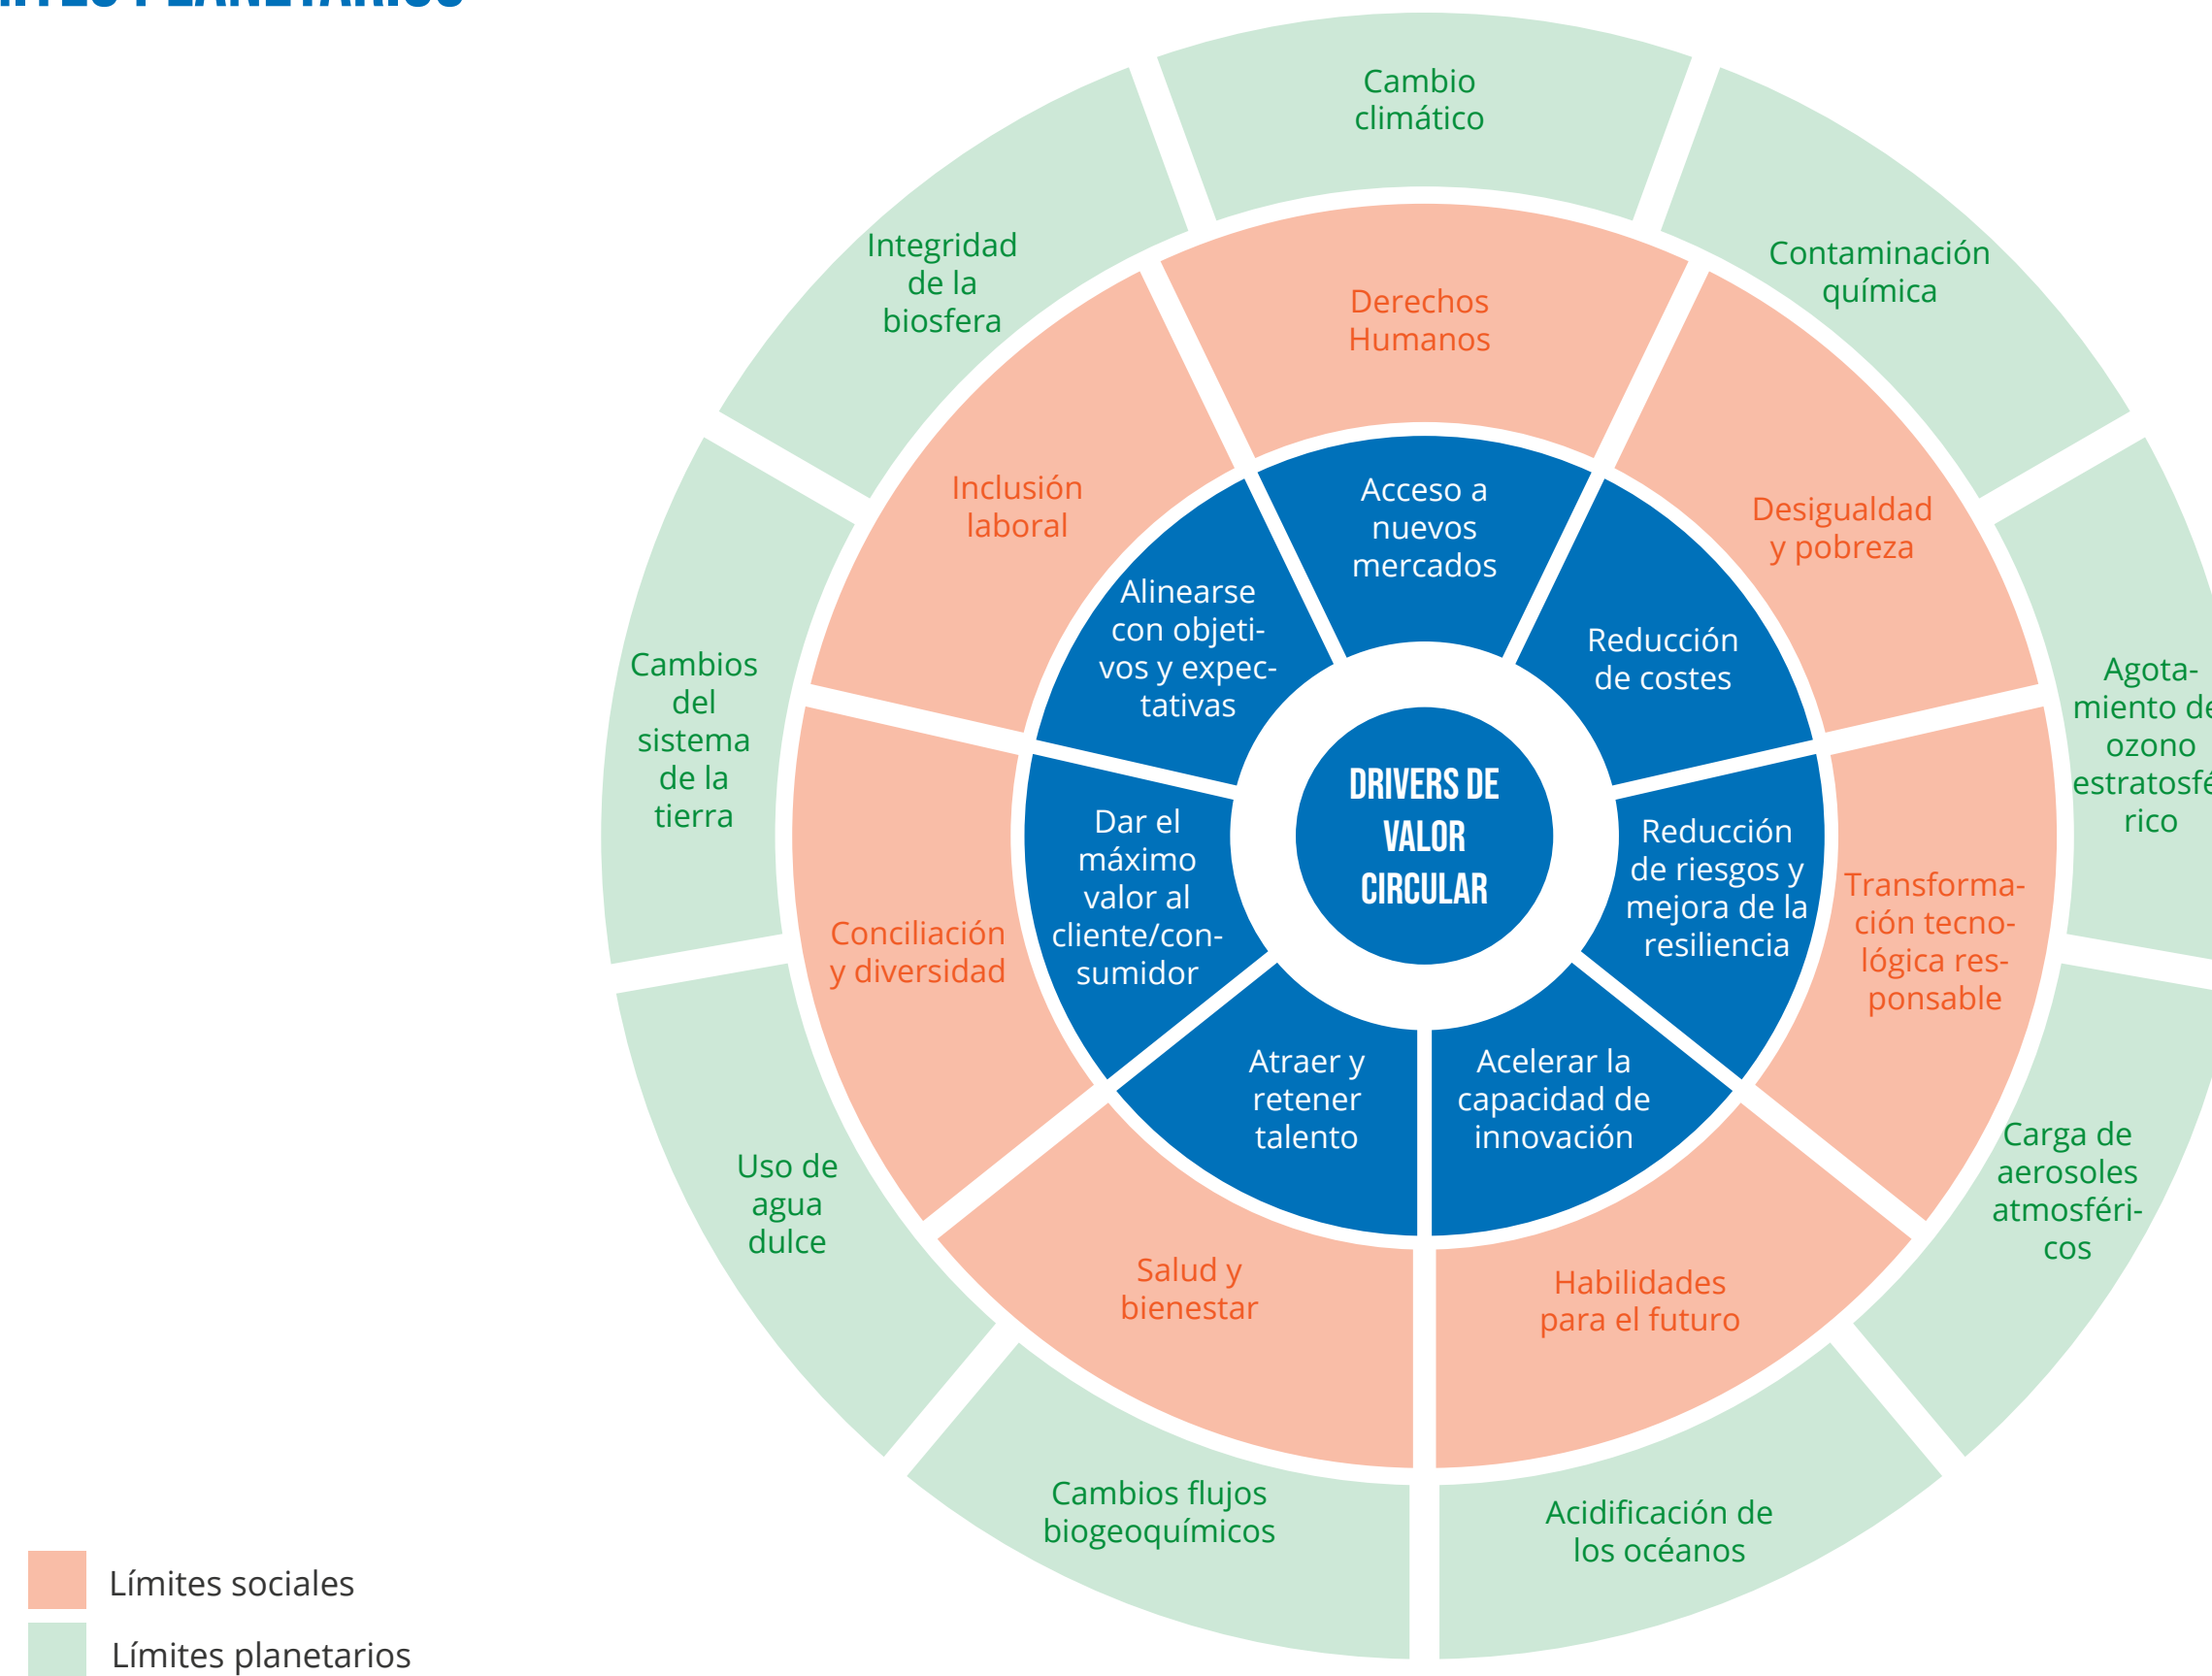 PLANETARIOS
Cambio
climático
Contaminación
química
Agota-
miento de
ozono
estratosfé
rico
Carga de
aerosoles
atmosféri-
cos
Acidificación de
los océanos
Cambios flujos
biogeoquímicos
Uso de
agua
dulce
Cambios
del
sistema
de la
tierra
Integridad
de la
biosfera
Derechos
Humanos
Desigualdad
y pobreza
Transforma-
ción tecno-
lógica res-
ponsable
Habilidades
para el futuro
Salud y
bienestar
Conciliación
y diversidad
Inclusión
laboral
Acceso a
nuevos
mercados
Reducción
de costes
Reducción
de riesgos y
mejora de la
resiliencia
Acelerar la
capacidad de
innovación
Atraer y
retener
talento
Dar el
máximo
valor al
cliente/con-
sumidor
Alinearse
con objeti-
vos y expec-
tativas
DRIVERS DE
VALOR
CIRCULAR
Límites sociales
Límites planetarios